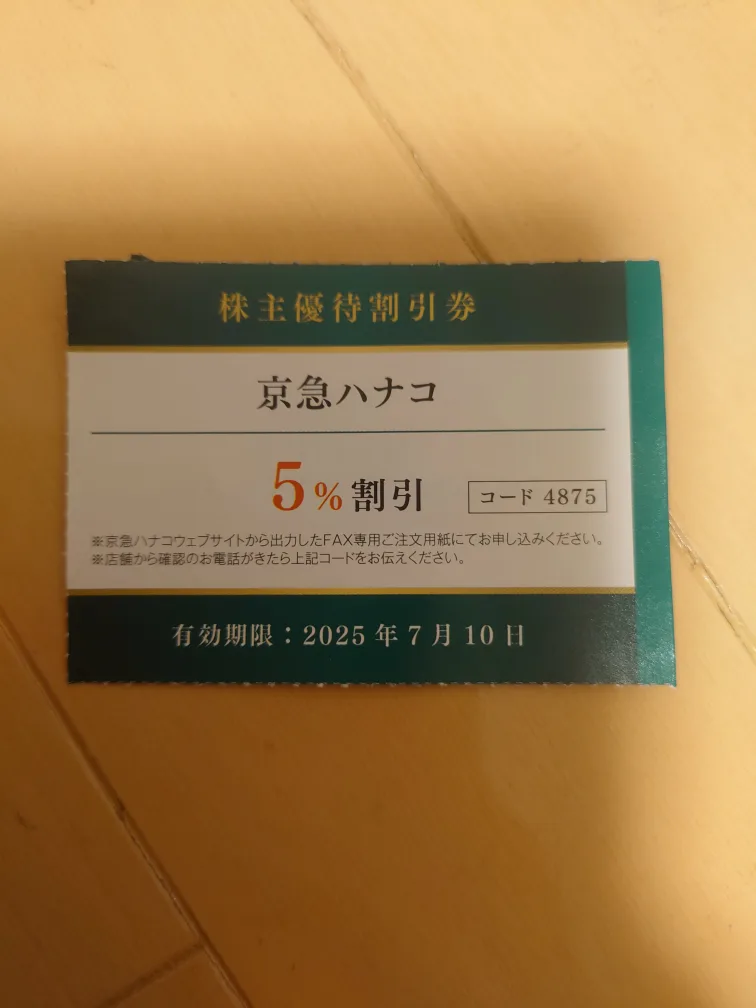 株主優待割引券
京急ハナコ
5%割引
コード 4875
※京急ハナコウェブサイトから出力したFAX専用ご注文用紙にてお申し込みください。
※店舗から確認のお電話がきたら上記コードをお伝えください。
有効期限：2025年7月10日